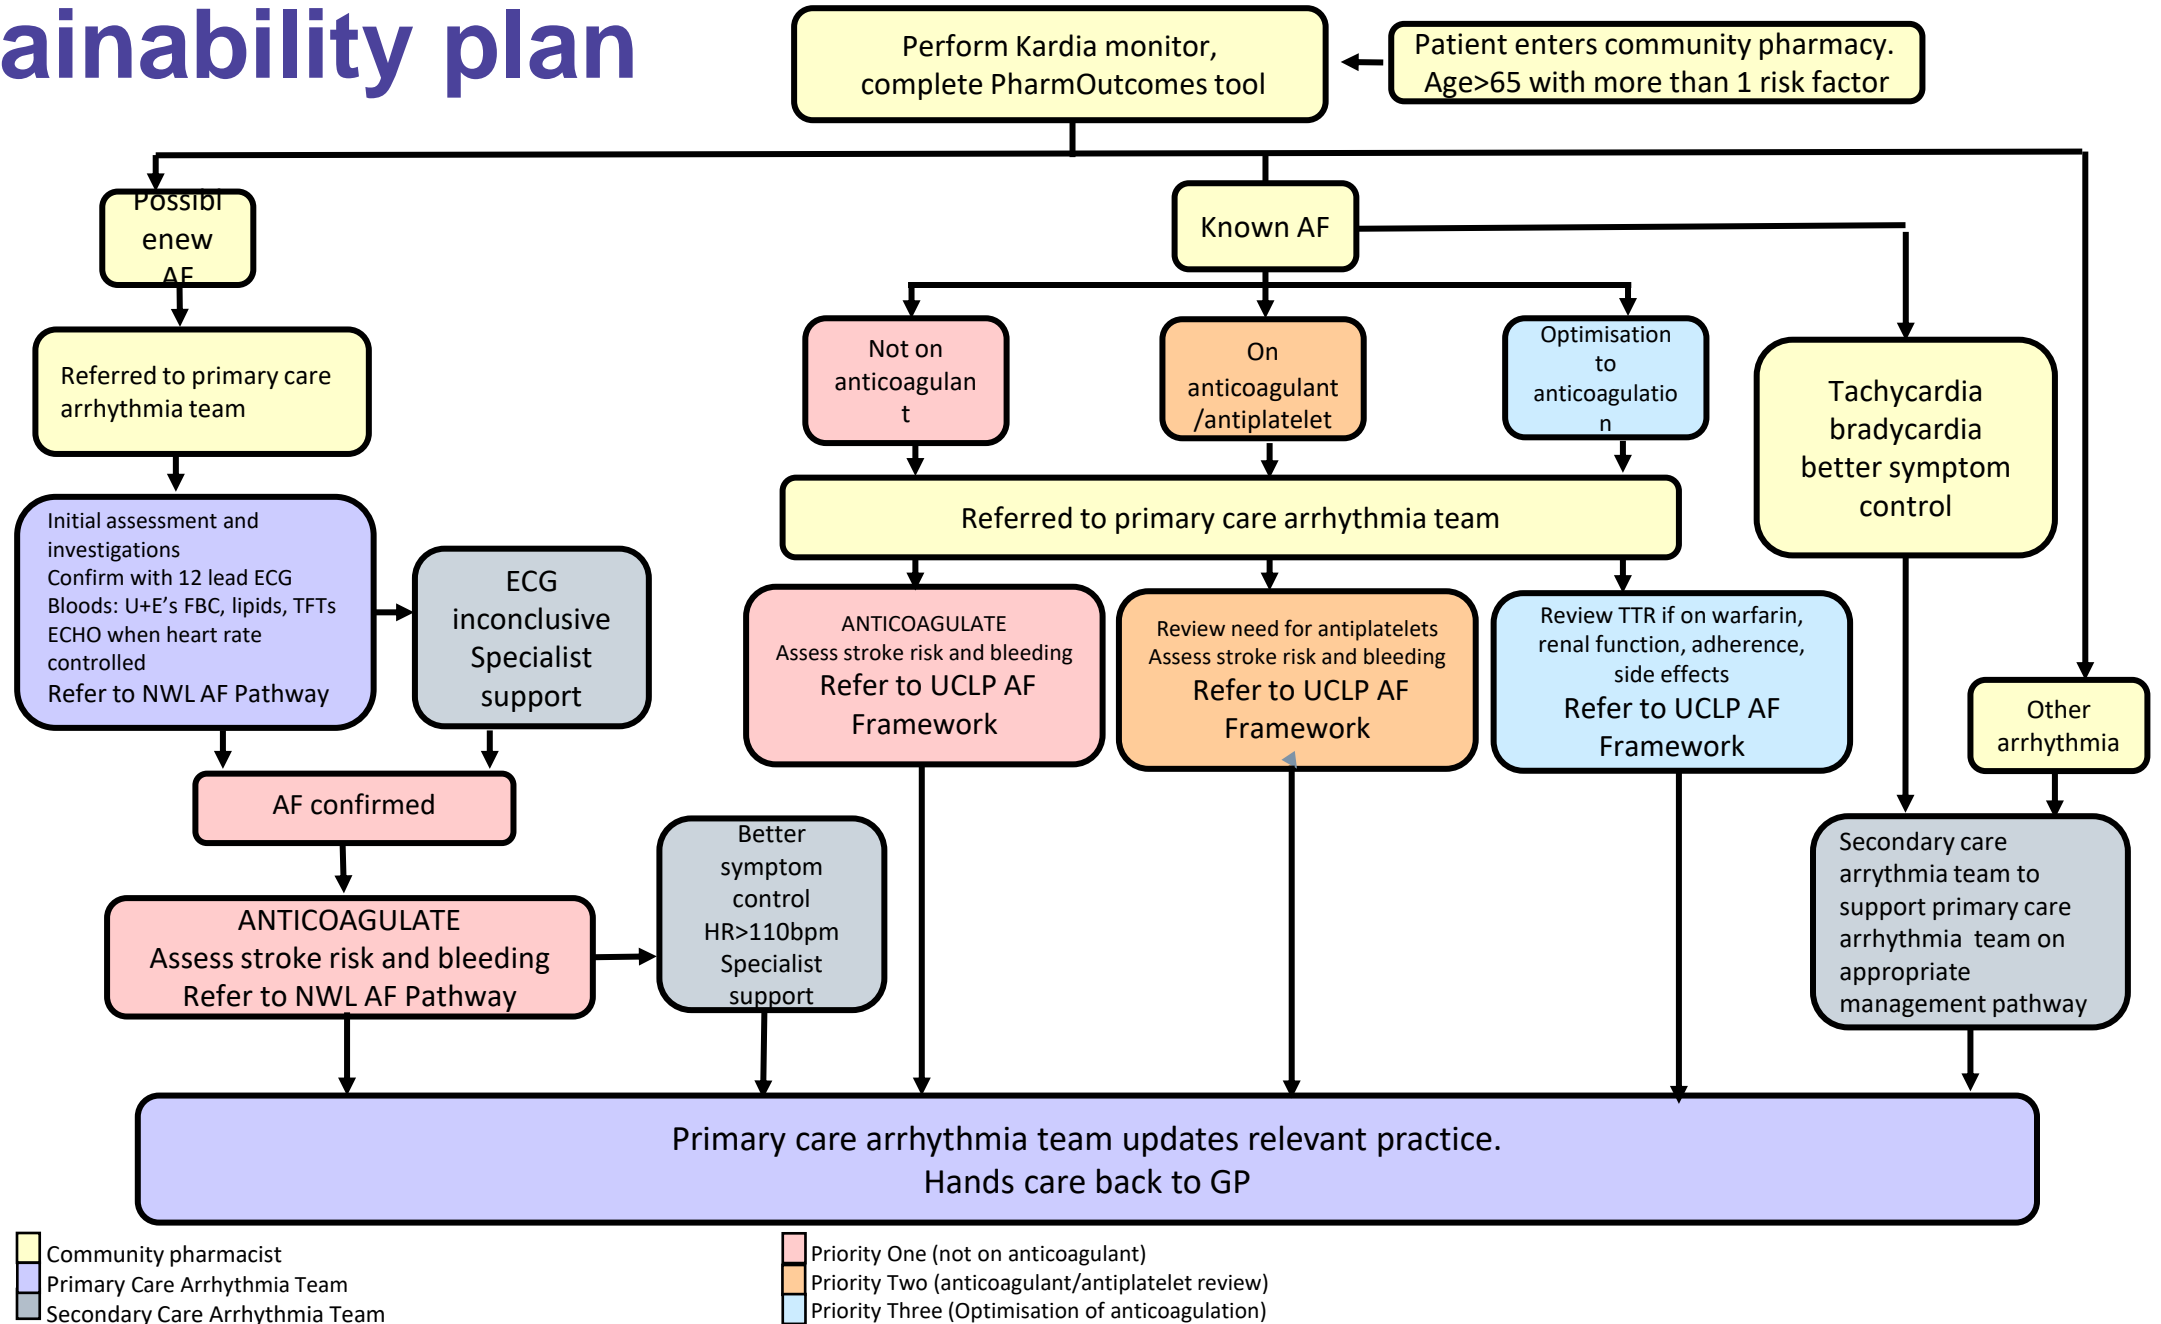 ainability plan
Perform Kardia monitor,
complete PharmOutcomes tool
Patient enters community pharmacy.
Age>65 with more than 1 risk factor
Possibl
enew
AF
Known AF
Referred to primary care
arrhythmia team
Not on
anticoagulan
t
On
anticoagulant
/antiplatelet
Optimisation
to
anticoagulatio
n
Tachycardia
bradycardia
better symptom
control
Referred to primary care arrhythmia team
Initial assessment and
investigations
Confirm with 12 lead ECG
Bloods: U+E's FBC, lipids, TFTs
ECHO when heart rate
controlled
Refer to NWL AF Pathway
ECG
inconclusive
Specialist
support
ANTICOAGULATE
Assess stroke risk and bleeding
Refer to UCLP AF
Framework
Review need for antiplatelets
Assess stroke risk and bleeding
Refer to UCLP AF
Framework
Review TTR if on warfarin,
renal function, adherence,
side effects
Refer to UCLP AF
Framework
Other
arrhythmia
AF confirmed
Better
symptom
control
HR>110bpm
Specialist
support
Secondary care
arrythmia team to
support primary care
arrhythmia  team on
appropriate
management pathway
ANTICOAGULATE
Assess stroke risk and bleeding
Refer to NWL AF Pathway
Primary care arrhythmia team updates relevant practice.
Hands care back to GP
Community pharmacist
Primary Care Arrhythmia Team
Secondary Care Arrhythmia Team
Priority One (not on anticoagulant)
Priority Two (anticoagulant/antiplatelet review)
Priority Three (Optimisation of anticoagulation)